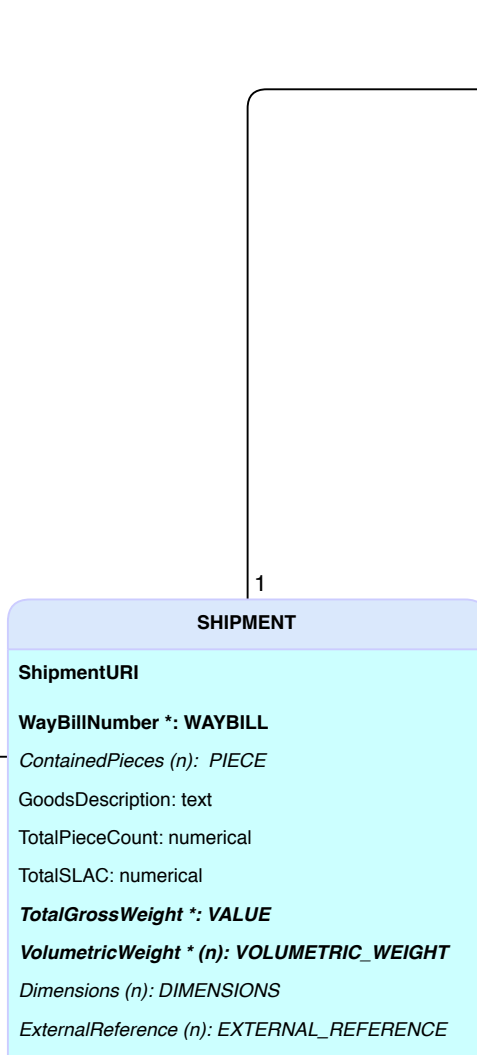 1
SHIPMENT
ShipmentURI
WayBillNumber *: WAYBILL
ContainedPieces (n):  PIECE
GoodsDescription: text
TotalPieceCount: numerical
TotalSLAC: numerical
TotalGrossWeight *: VALUE
VolumetricWeight * (n): VOLUMETRIC_WEIGHT
Dimensions (n): DIMENSIONS
ExternalReference (n): EXTERNAL_REFERENCE